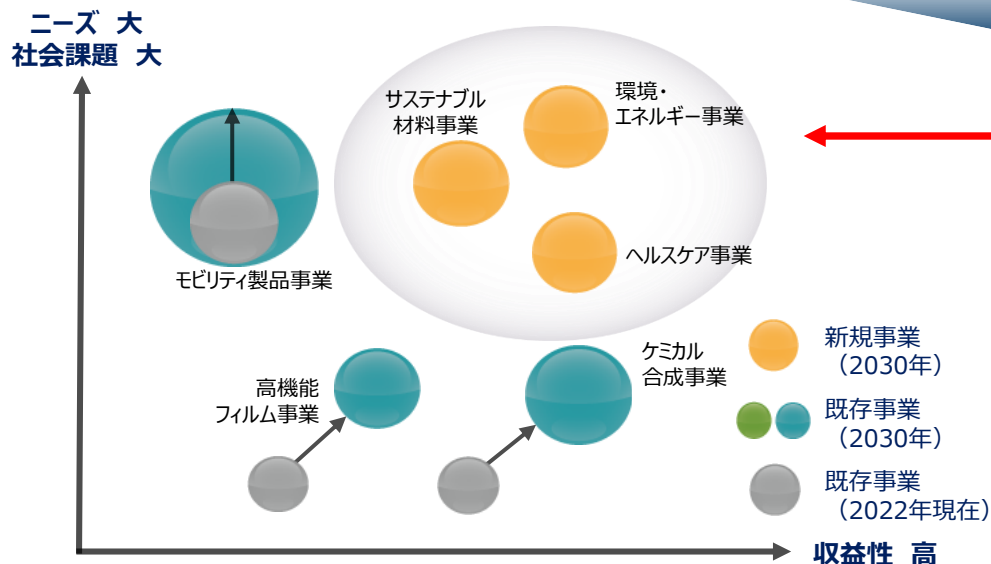 ニーズ 大
社会課題 大
サステナブル
材料事業
環境・
エネルギー事業
ヘルスケア事業
モビリティ製品事業
高機能
フィルム事業
ケミカル
合成事業
新規事業
（2030年）
既存事業
（2030年）
既存事業
（2022年現在）
収益性 高